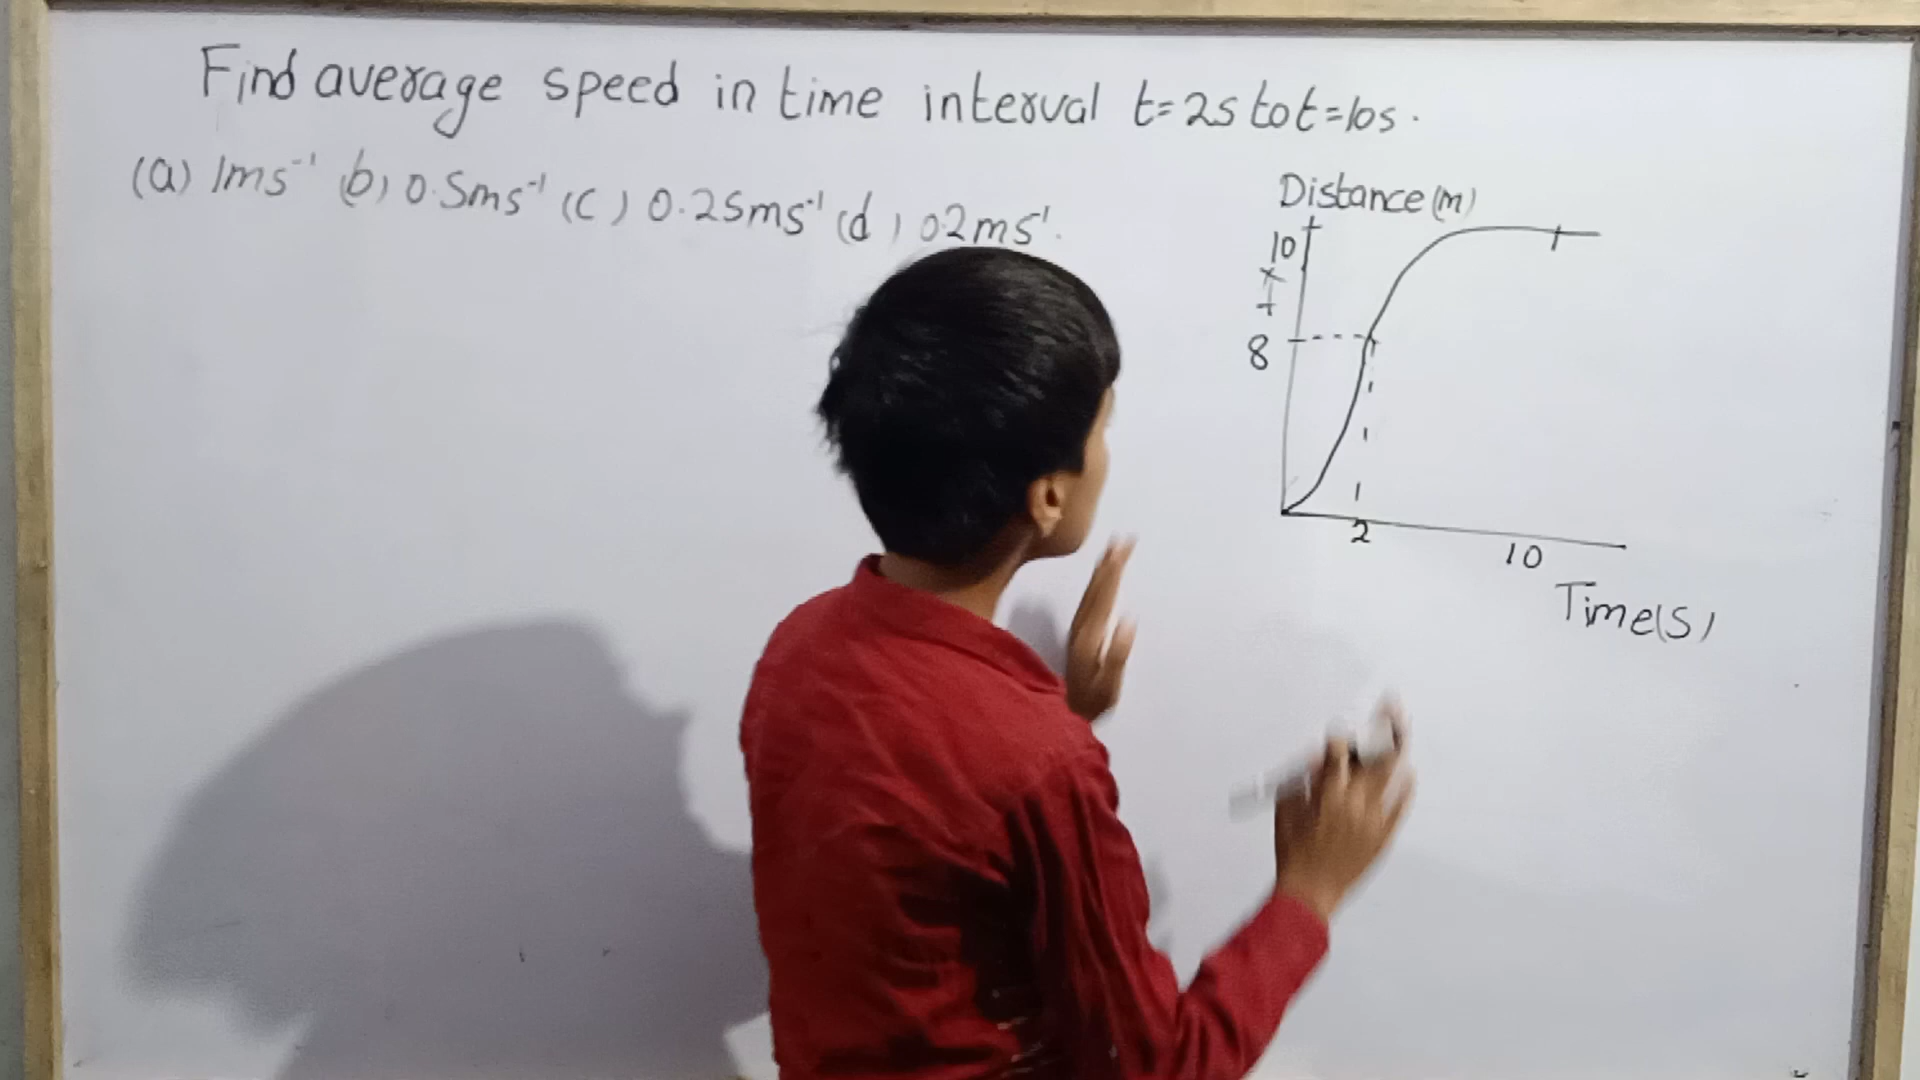 Find average speed in time interval t=2s to t=10s.
(a) 1ms⁻¹ (b) 0.5ms⁻¹ (c) 0.25ms⁻¹ (d) 0.2ms⁻¹.
Distance (m)
10
8
2
10
Time(s)